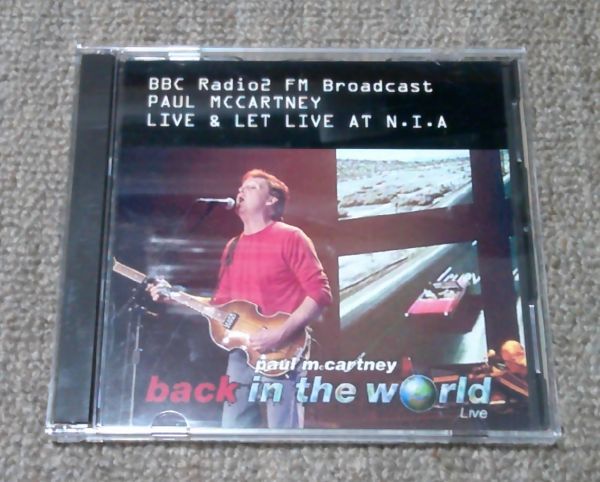 BBC Radio2 FM Broadcast
PAUL MCCARTNEY
LIVE & LET LIVE AT N.I.A
paul mccartney
back in the world
Live